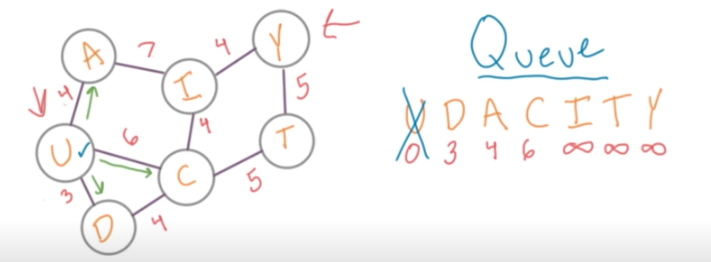 Queue
U D A C I T Y
0 3 4 6 ∞ ∞ ∞
A 7 I 4 Y
4 5
U ✓ 6 4 T
3 C 5
D 4